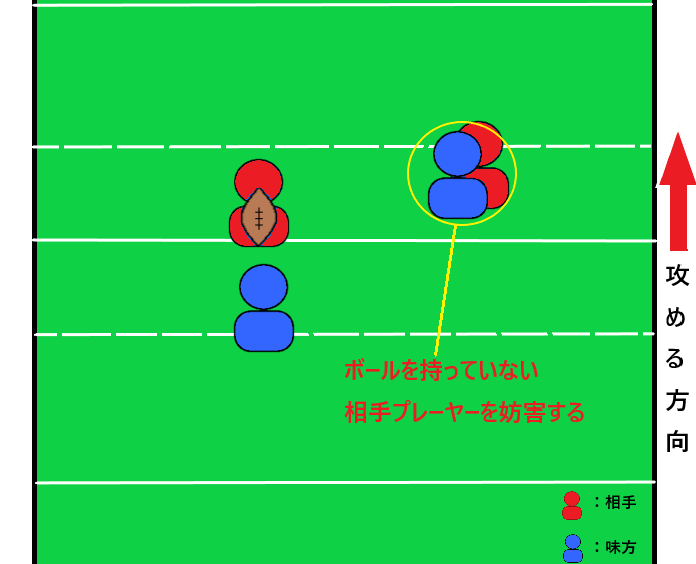 攻める方向
ボールを持っていない
相手プレーヤーを妨害する
：相手
：味方